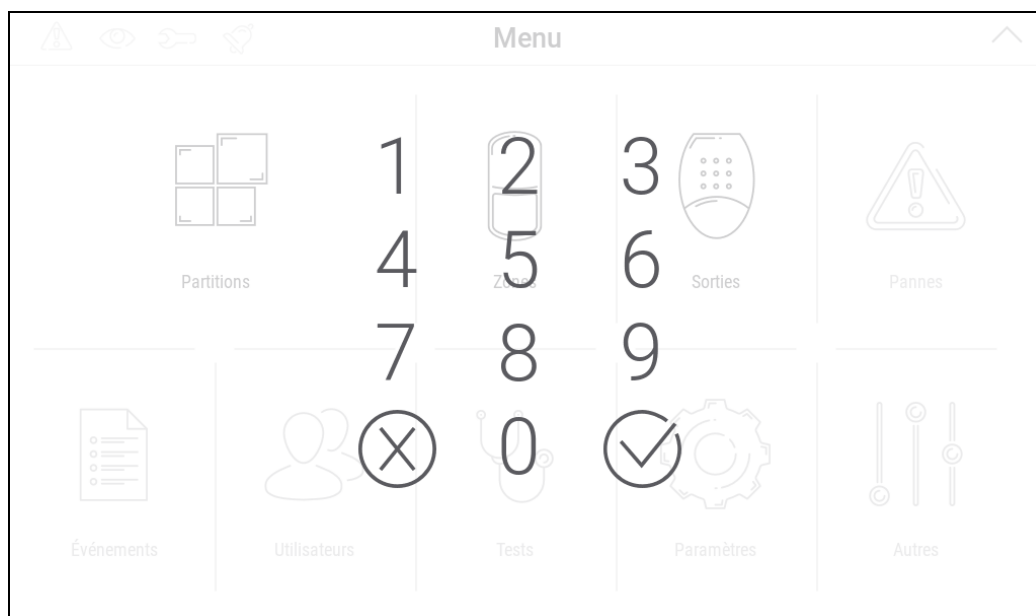 Menu
1 2 3
4 5 6
Partitions Zones Sorties Pannes
7 8 9
0
Événements Utilisateurs Tests Paramètres Autres